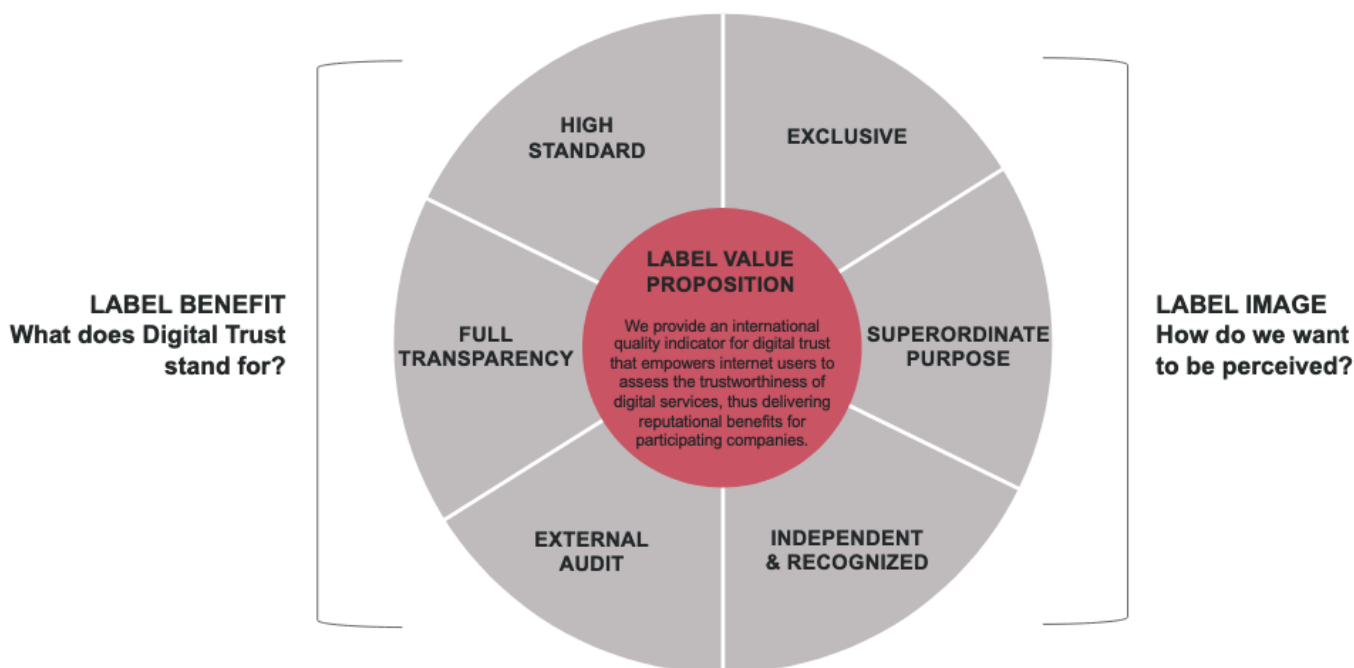 LABEL BENEFIT
What does Digital Trust
stand for?
HIGH
STANDARD
FULL
TRANSPARENCY
EXTERNAL
AUDIT
LABEL VALUE
PROPOSITION
We provide an international
quality indicator for digital trust
that empowers internet users to
assess the trustworthiness of
digital services, thus delivering
reputational benefits for
participating companies.
EXCLUSIVE
SUPERORDINATE
PURPOSE
INDEPENDENT
& RECOGNIZED
LABEL IMAGE
How do we want
to be perceived?